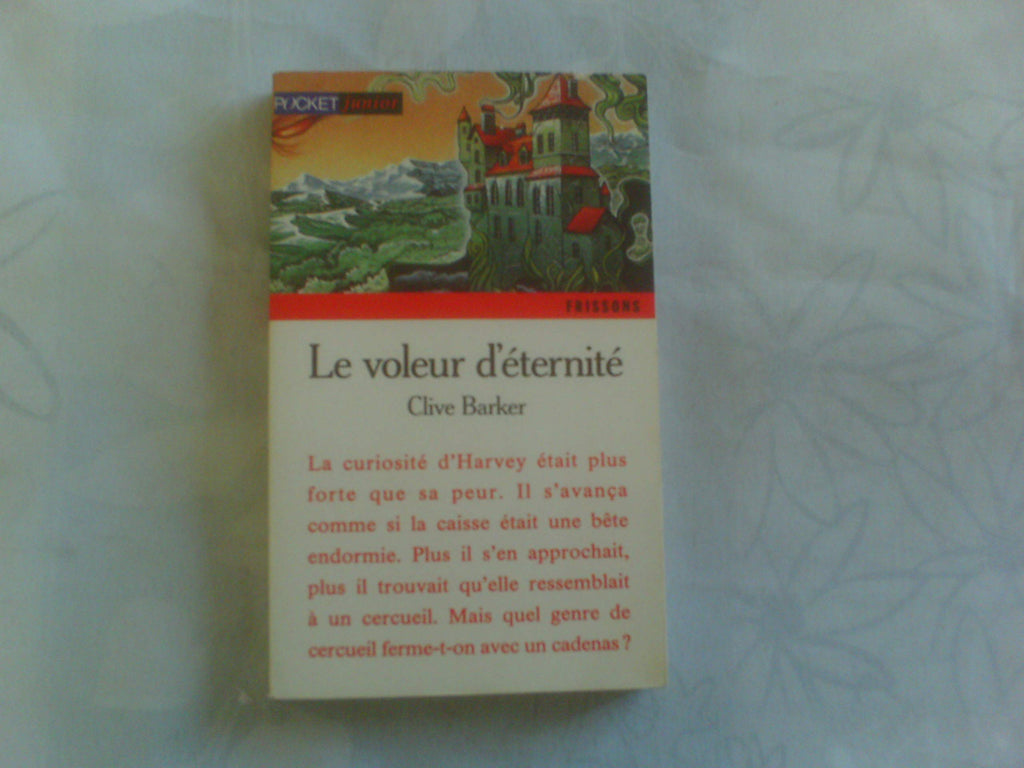 POCKET junior
FRISSONS
Le voleur d'éternité
Clive Barker
La curiosité d'Harvey était plus
forte que sa peur. Il s'avança
comme si la caisse était une bête
endormie. Plus il s'en approchait,
plus il trouvait qu'elle ressemblait
à un cercueil. Mais quel genre de
cercueil ferme-t-on avec un cadenas ?